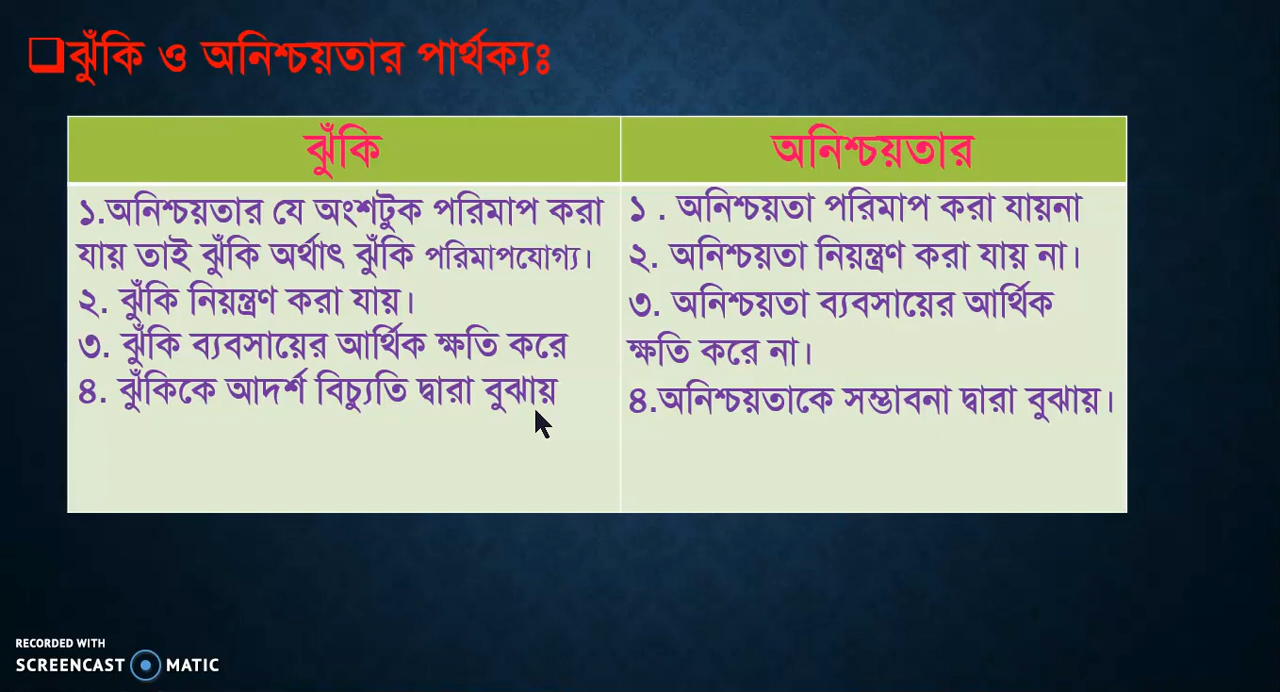 ❑ঝুঁকি ও অনিশ্চয়তার পার্থক্যঃ
ঝুঁকি
১.অনিশ্চয়তার যে অংশটুক পরিমাপ করা
যায় তাই ঝুঁকি অর্থাৎ ঝুঁকি পরিমাপযোগ্য।
২. ঝুঁকি নিয়ন্ত্রণ করা যায়।
৩. ঝুঁকি ব্যবসায়ের আর্থিক ক্ষতি করে
৪. ঝুঁকিকে আদর্শ বিচ্যুতি দ্বারা বুঝায়
অনিশ্চয়তার
১ . অনিশ্চয়তা পরিমাপ করা যায়না
২. অনিশ্চয়তা নিয়ন্ত্রণ করা যায় না।
৩. অনিশ্চয়তা ব্যবসায়ের আর্থিক
ক্ষতি করে না।
৪.অনিশ্চয়তাকে সম্ভাবনা দ্বারা বুঝায়।
RECORDED WITH
SCREENCAST MATIC